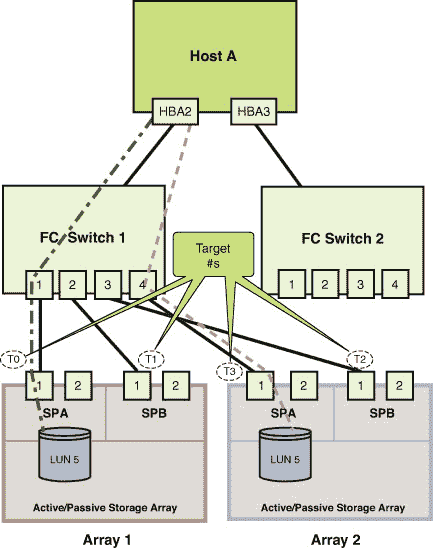 Host A
HBA2 HBA3
FC Switch 1
FC Switch 2
Target
#s
1 2 3 4
1 2 3 4
T0
T1
T3
T2
1 2 1 2
1 2 1 2
SPA SPB
SPA SPB
LUN 5
LUN 5
Active/Passive Storage Array
Active/Passive Storage Array
Array 1
Array 2